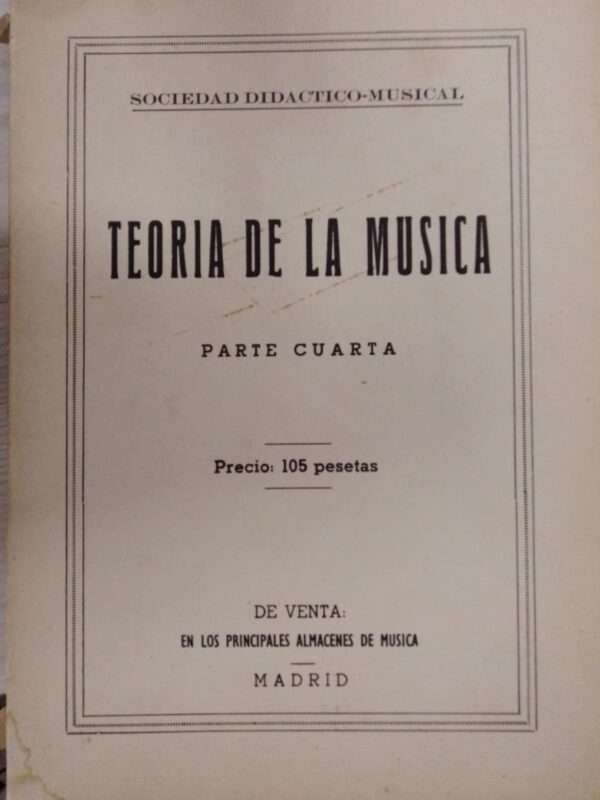 SOCIEDAD DIDACTICO-MUSICAL
TEORIA DE LA MUSICA
PARTE CUARTA
Precio: 105 pesetas
DE VENTA:
EN LOS PRINCIPALES ALMACENES DE MUSICA
MADRID